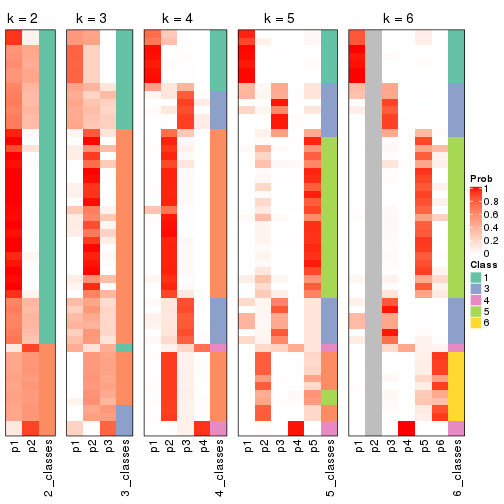 k = 2
k = 3
k = 4
k = 5
k = 6
p1
p2
2_classes
p1
p2
p3
3_classes
p1
p2
p3
p4
4_classes
p1
p2
p3
p4
p5
5_classes
p1
p2
p3
p4
p5
p6
6_classes
Prob
1
0.8
0.6
0.4
0.2
0
Class
1
3
4
5
6